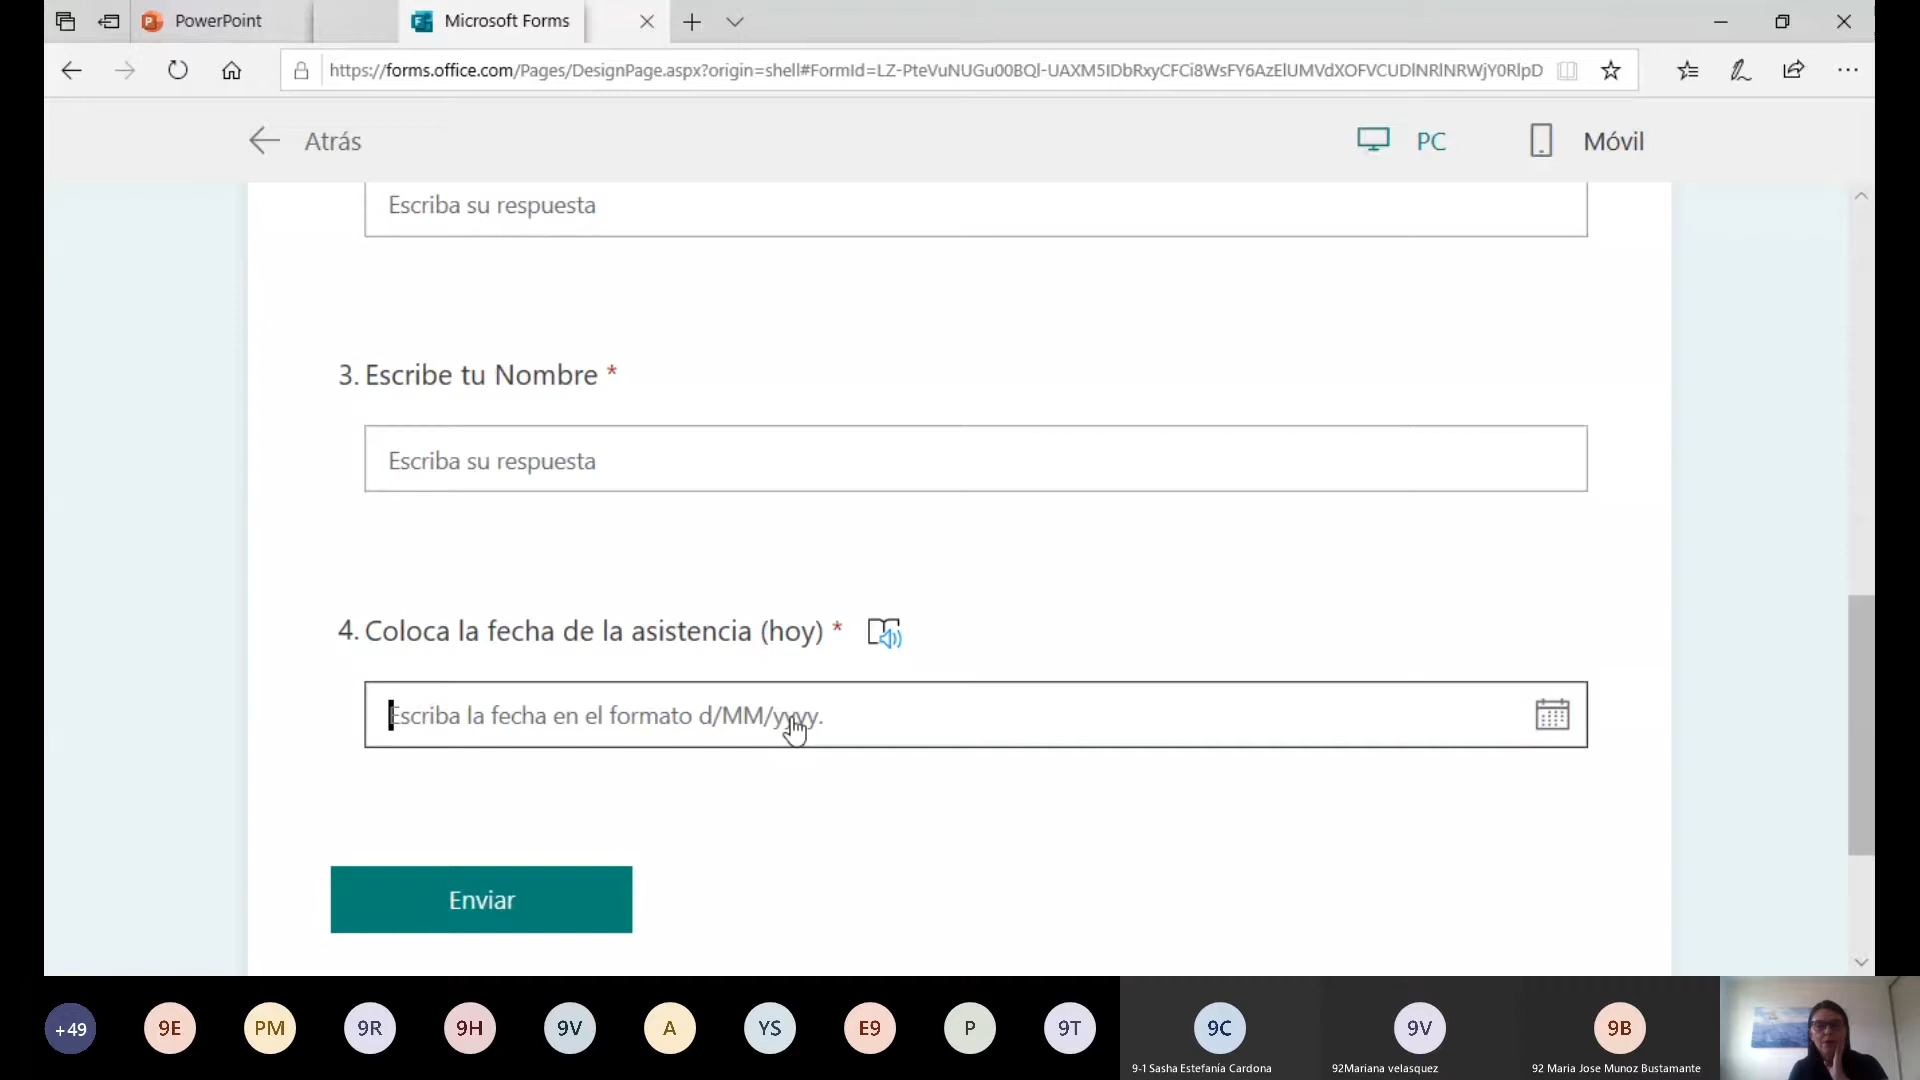 PowerPoint
Microsoft Forms
https://forms.office.com/Pages/DesignPage.aspx?origin=shell#FormId=LZ-PteVuNUGu00BQl-UAXM5IDbRxyCFCi8WsFY6AzElUMVdXOFVCUDlNRlNRWjY0RlpD
Atrás
PC
Móvil
Escriba su respuesta
3. Escribe tu Nombre *
Escriba su respuesta
4. Coloca la fecha de la asistencia (hoy) *
Escriba la fecha en el formato d/MM/yyyy.
Enviar
+49
9E
PM
9R
9H
9V
A
YS
E9
P
9T
9C
9V
9B
9-1 Sasha Estefanía Cardona
92Mariana velasquez
92 Maria Jose Munoz Bustamante